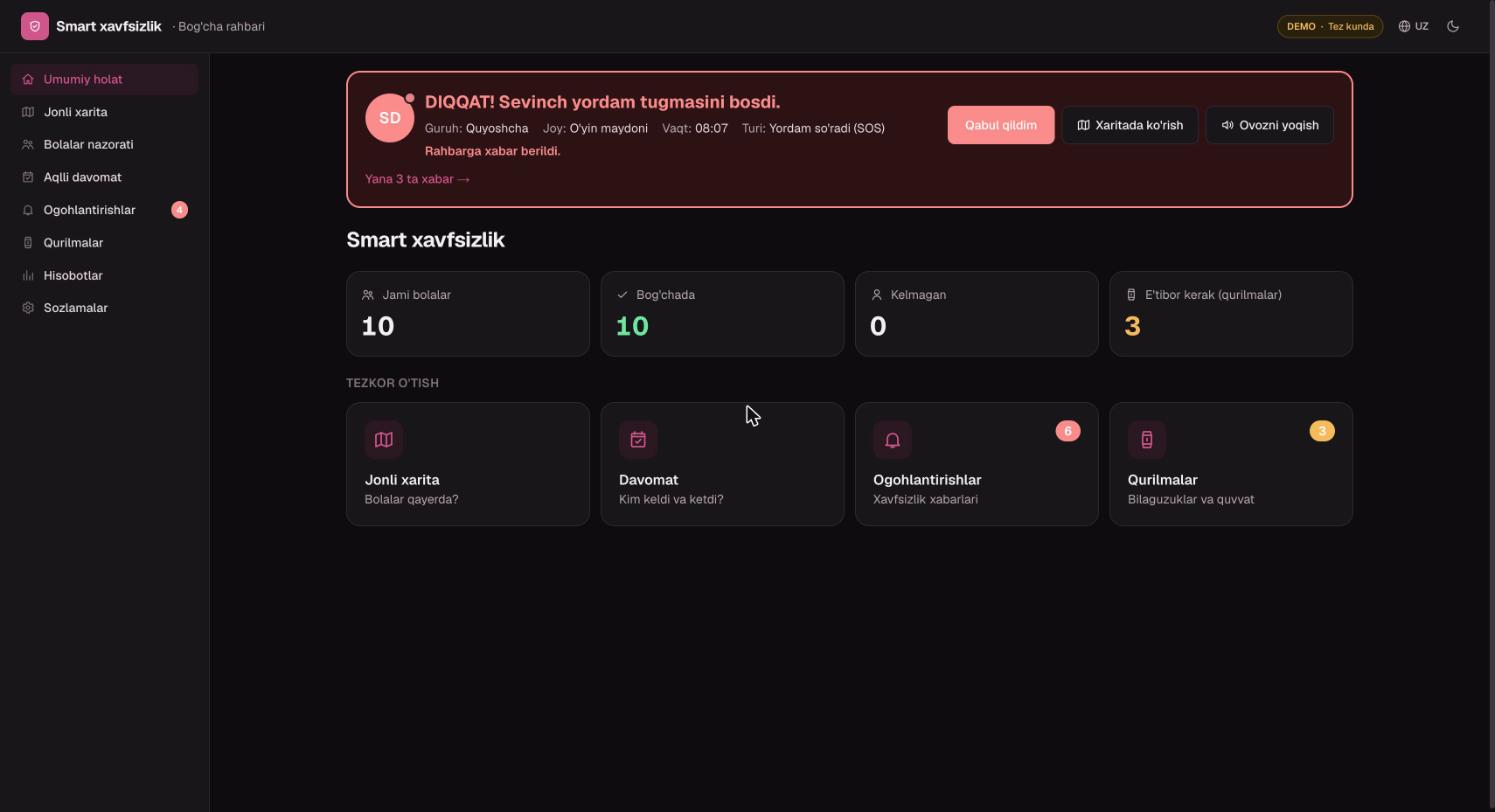 Smart xavfsizlik · Bog'cha rahbari
DEMO · Tez kunda
UZ
Umumiy holat
Jonli xarita
Bolalar nazorati
Aqlli davomat
Ogohlantirishlar 4
Qurilmalar
Hisobotlar
Sozlamalar
SD
DIQQAT! Sevinch yordam tugmasini bosdi.
Guruh: Quyoshcha Joy: O'yin maydoni Vaqt: 08:07 Turi: Yordam so'radi (SOS)
Rahbarga xabar berildi.
Yana 3 ta xabar →
Qabul qildim
Xaritada ko'rish
Ovozni yoqish
Smart xavfsizlik
Jami bolalar
10
Bog'chada
10
Kelmagan
0
E'tibor kerak (qurilmalar)
3
TEZKOR O'TISH
Jonli xarita
Bolalar qayerda?
Davomat
Kim keldi va ketdi?
6
Ogohlantirishlar
Xavfsizlik xabarlari
3
Qurilmalar
Bilaguzuklar va quvvat